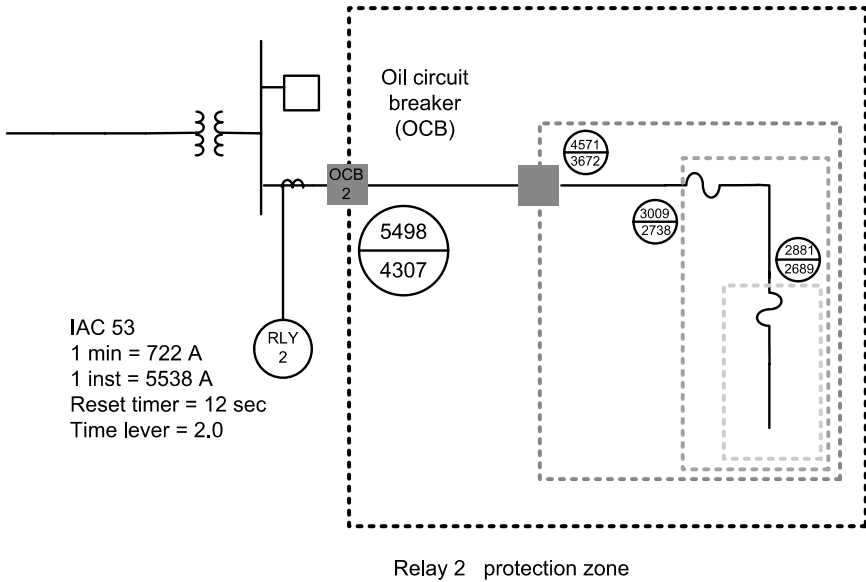 Oil circuit
breaker
(OCB)
4571
3672
OCB
2
3009
2738
5498
4307
2881
2689
IAC 53
1 min = 722 A
1 inst = 5538 A
Reset timer = 12 sec
Time lever = 2.0
RLY
2
Relay 2 protection zone